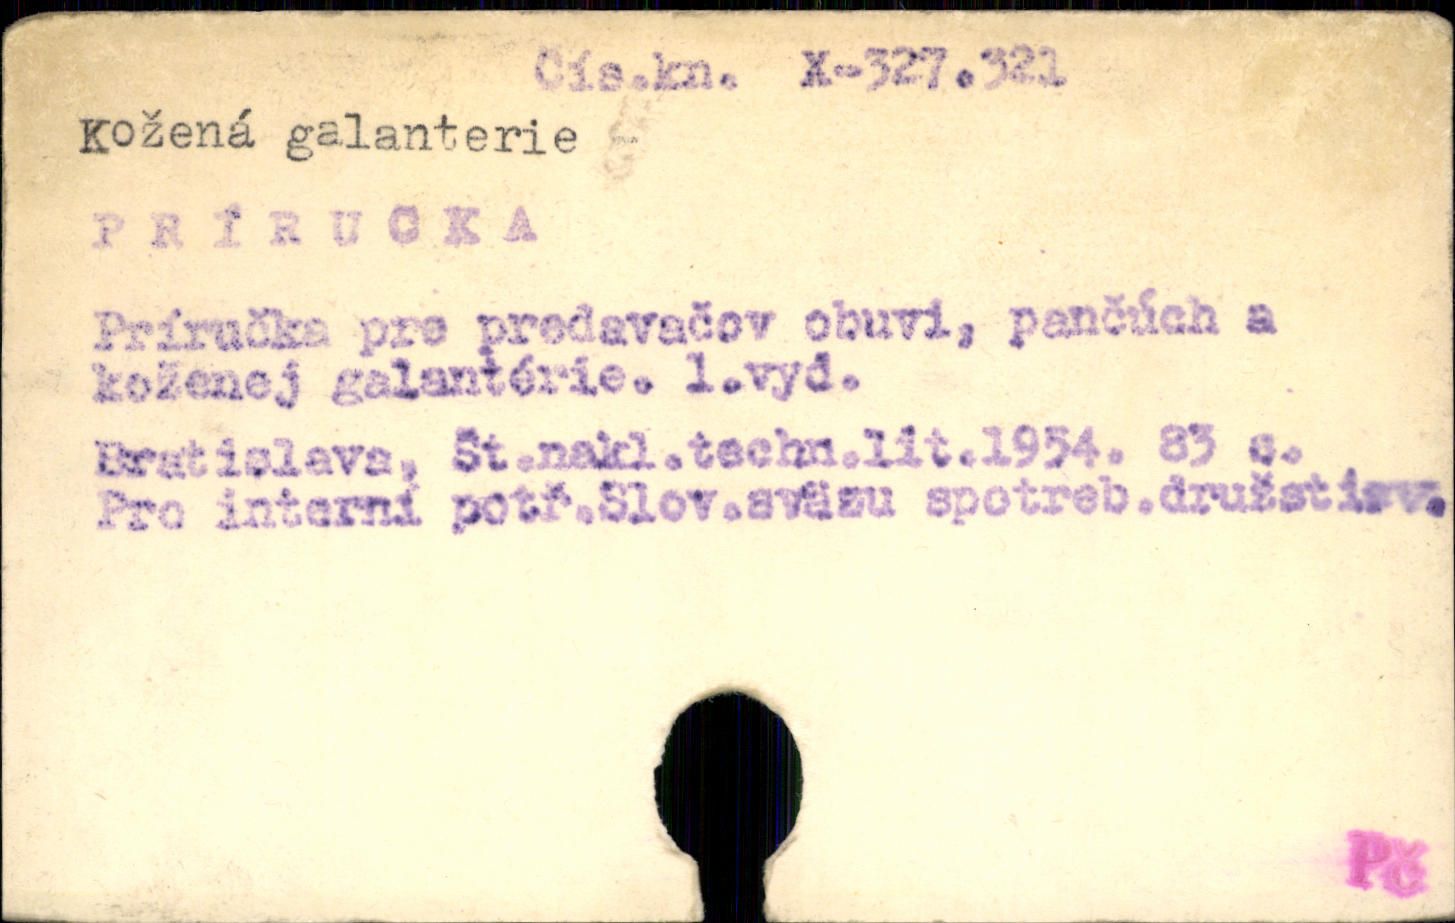 Čís.kn. X-327.321
Kožená galanterie -
P R Í R U Č K A
Príručka pre predavačov obuvi, pančúch a
koženej galantérie. 1.vyd.
Bratislava, Št.nakl.techn.lit.1954. 83 s.
Pro interní potř.Slov.sväzu spotreb.družstiev.
Pč